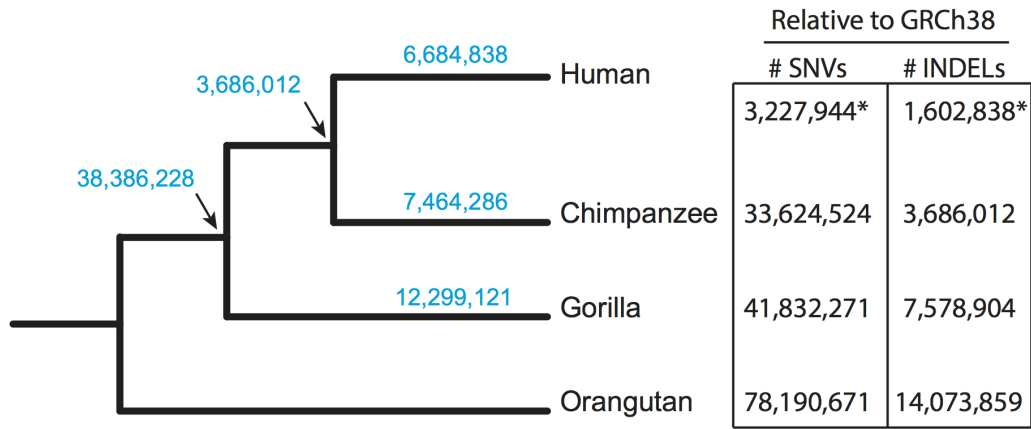 Relative to GRCh38
# SNVs # INDELs
6,684,838
Human
3,686,012
3,227,944* 1,602,838*
38,386,228
7,464,286
Chimpanzee
33,624,524 3,686,012
12,299,121
Gorilla
41,832,271 7,578,904
Orangutan
78,190,671 14,073,859